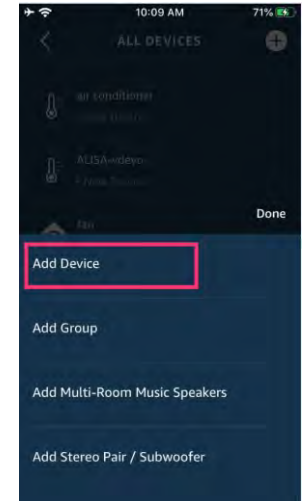 10:09 AM
71%
ALL DEVICES
air conditioner
Done
fan
Add Device
Add Group
Add Multi-Room Music Speakers
Add Stereo Pair / Subwoofer